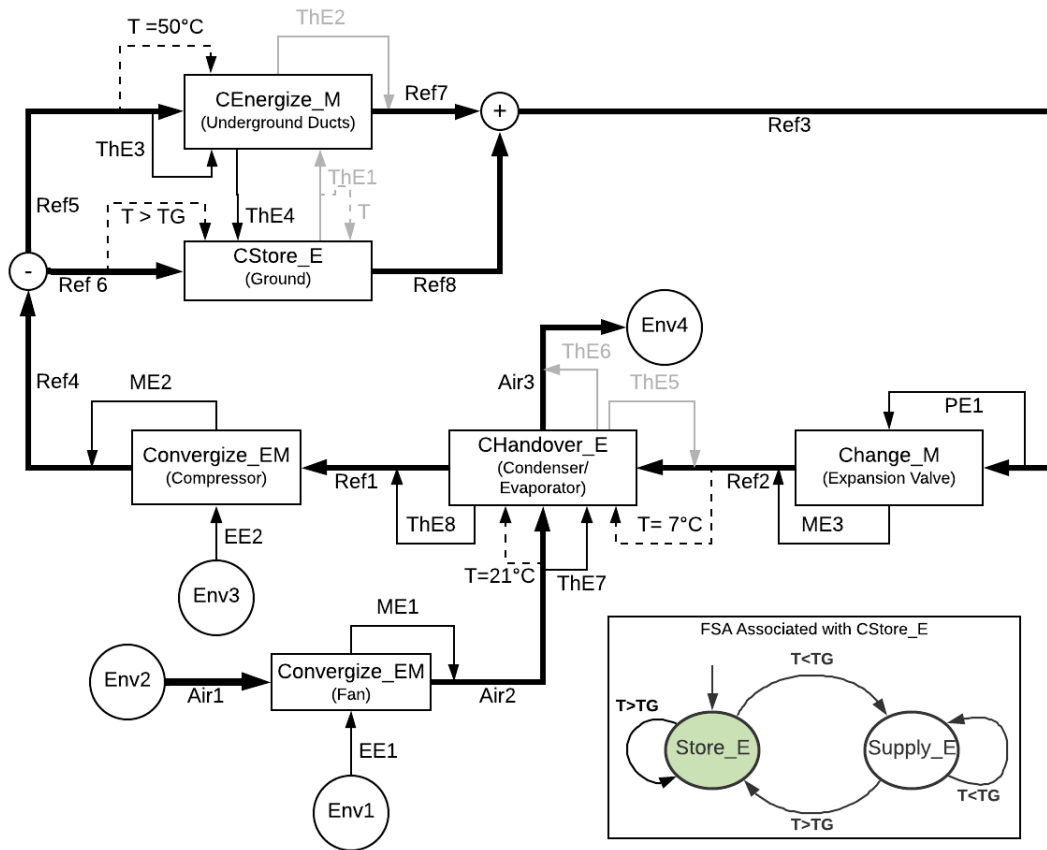 T =50°C
ThE2
CEnergize_M
(Underground Ducts)
Ref7
+
Ref3
ThE3
ThE1
Ref5
T > TG
ThE4
T
CStore_E
(Ground)
-
Ref 6
Ref8
Env4
ThE6
Ref4
ME2
Air3
ThE5
PE1
Convergize_EM
(Compressor)
CHandover_E
(Condenser/
Evaporator)
Change_M
(Expansion Valve)
Ref1
Ref2
ThE8
T= 7°C
ME3
EE2
T=21°C
ThE7
Env3
ME1
FSA Associated with CStore_E
T<TG
Env2
Convergize_EM
(Fan)
Air1
Air2
T>TG
Store_E
Supply_E
EE1
T<TG
Env1
T>TG